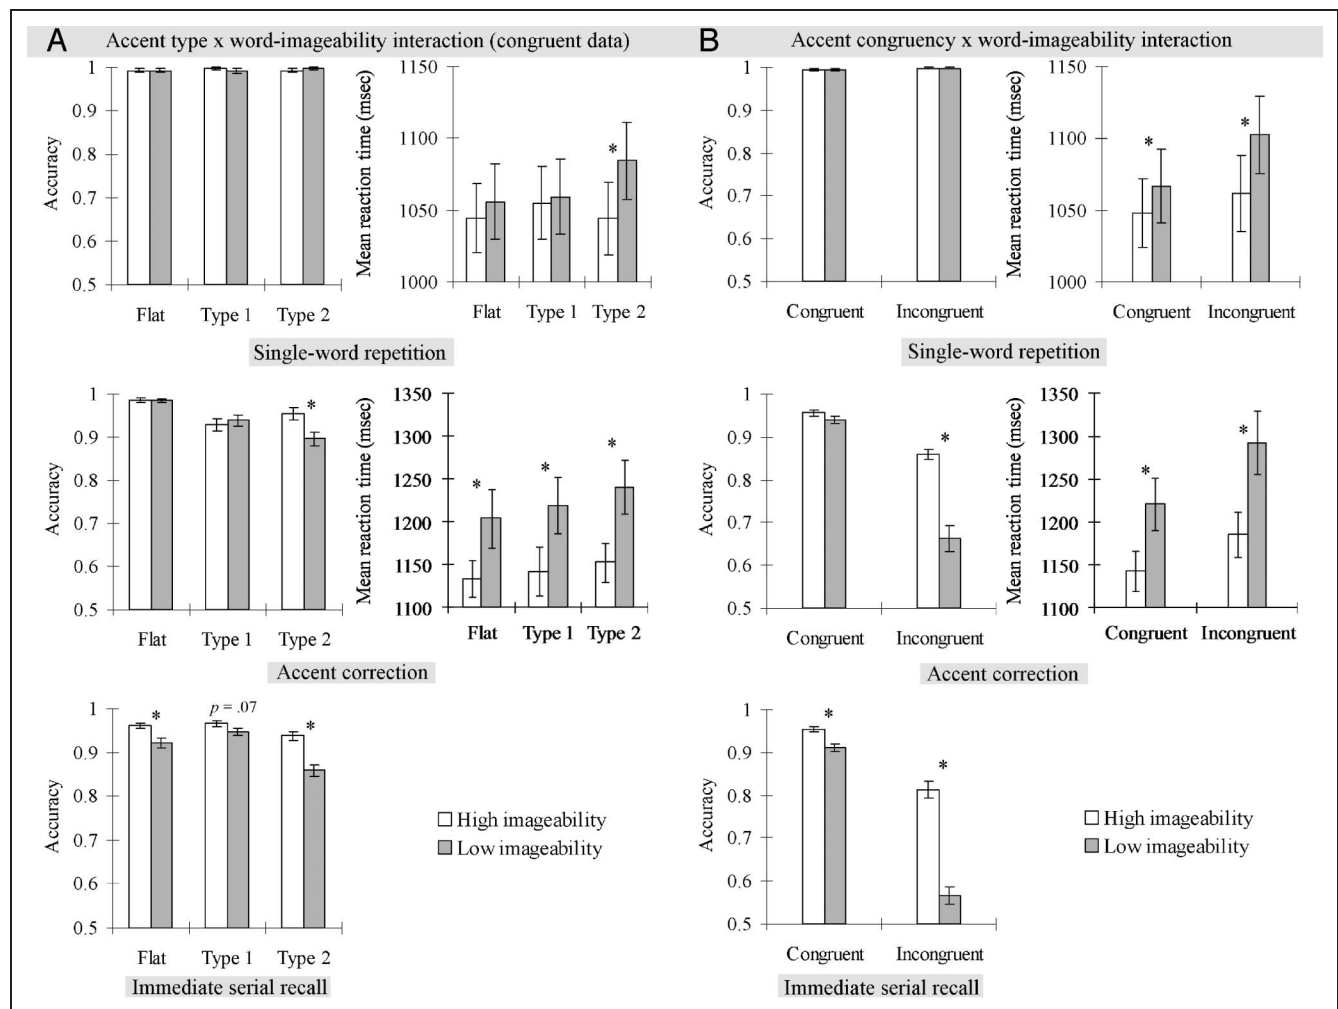 A Accent type x word-imageability interaction (congruent data)
B Accent congruency x word-imageability interaction
Accuracy
1
0.9
0.8
0.7
0.6
0.5
Flat Type 1 Type 2
Mean reaction time (msec)
1150
1100
1050
1000
*
Flat Type 1 Type 2
Single-word repetition
Accuracy
1
0.9
0.8
0.7
0.6
0.5
Congruent Incongruent
Mean reaction time (msec)
1150
1100
1050
1000
* *
Congruent Incongruent
Single-word repetition
Accuracy
1
0.9
0.8
0.7
0.6
0.5
*
Flat Type 1 Type 2
Mean reaction time (msec)
1350
1300
1250
1200
1150
1100
* * *
Flat Type 1 Type 2
Accent correction
Accuracy
1
0.9
0.8
0.7
0.6
0.5
*
Congruent Incongruent
Mean reaction time (msec)
1350
1300
1250
1200
1150
1100
* *
Congruent Incongruent
Accent correction
Accuracy
1
0.9
0.8
0.7
0.6
0.5
* p = .07 *
Flat Type 1 Type 2
Immediate serial recall
High imageability
Low imageability
Accuracy
1
0.9
0.8
0.7
0.6
0.5
* *
Congruent Incongruent
Immediate serial recall
High imageability
Low imageability